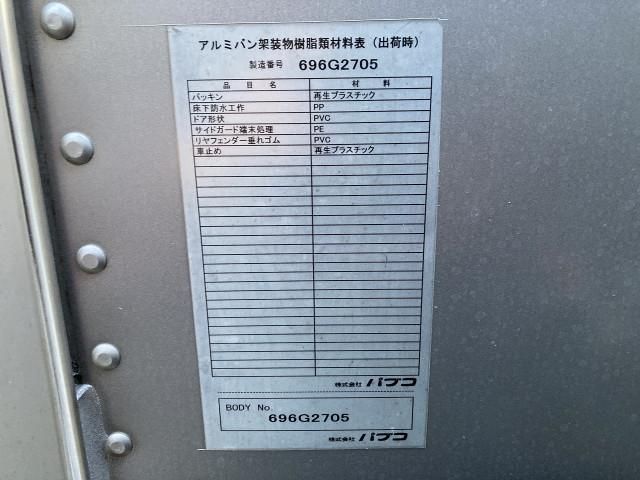 アルミバン架装物樹脂類材料表（出荷時）
製造番号 696G2705
品目名 材料
パッキン 再生プラスチック
床下防水工作 PP
ドア形状 PVC
サイドガード端末処理 PE
リヤフェンダー垂れゴム PVC
車止め 再生プラスチック
株式会社 パブコ
BODY No.
696G2705
株式会社 パブコ